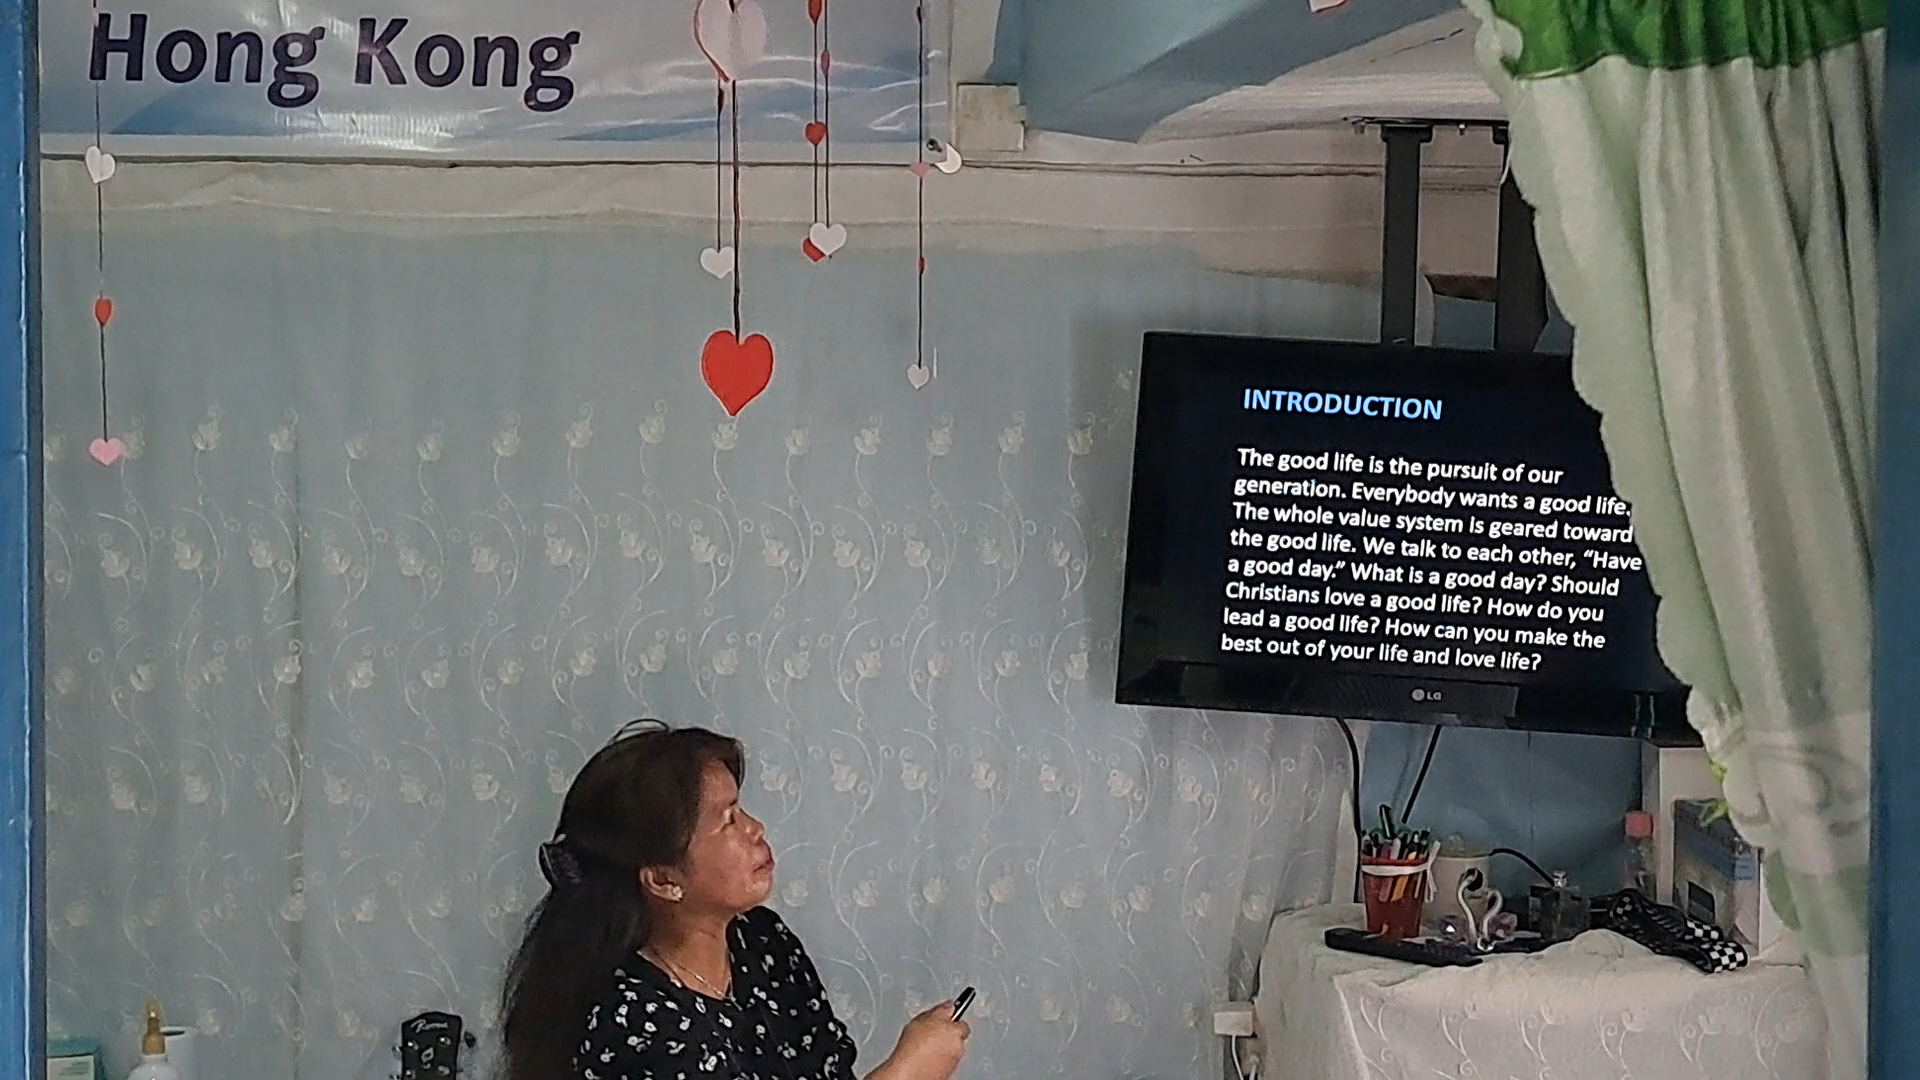 Hong Kong
INTRODUCTION
The good life is the pursuit of our
generation. Everybody wants a good life.
The whole value system is geared toward
the good life. We talk to each other, “Have
a good day.” What is a good day? Should
Christians love a good life? How do you
lead a good life? How can you make the
best out of your life and love life?
LG